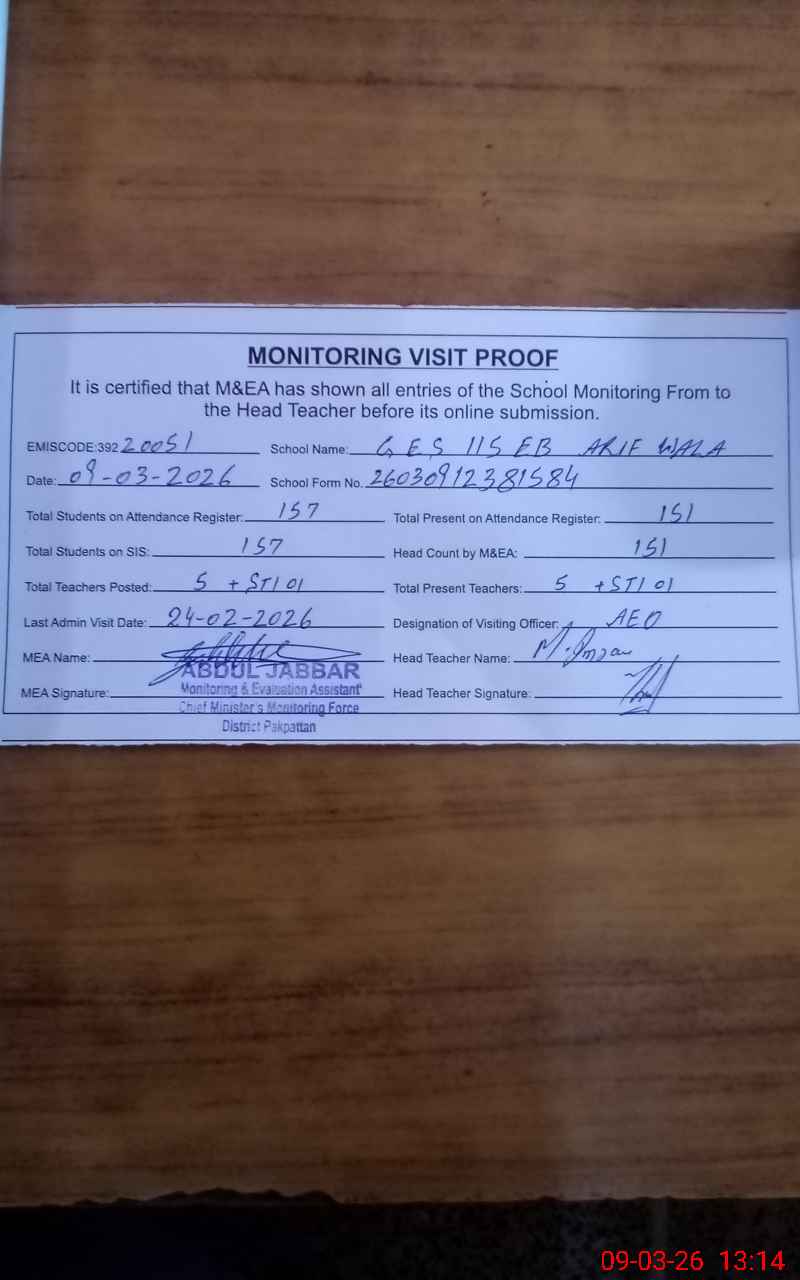 MONITORING VISIT PROOF
It is certified that M&EA has shown all entries of the School Monitoring From to
the Head Teacher before its online submission.
EMISCODE:392 20051 School Name: GES 115 EB ARIF WALA
Date: 09-03-2026 School Form No. 26030912381584
Total Students on Attendance Register: 157 Total Present on Attendance Register: 151
Total Students on SIS: 157 Head Count by M&EA: 151
Total Teachers Posted: 5 + STI 01 Total Present Teachers: 5 + STI 01
Last Admin Visit Date: 24-02-2026 Designation of Visiting Officer: AEO
MEA Name: Head Teacher Name: M.
ABDUL JABBAR
MEA Signature: Monitoring & Evaluation Assistant Head Teacher Signature:
Chief Minister's Monitoring Force
District Pakpattan
09-03-26 13:14